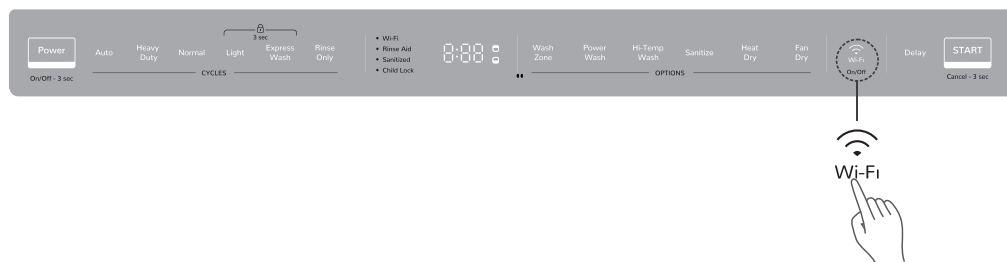 Power
On/Off - 3 sec
Auto
Heavy
Duty
Normal
Light
3 sec
Express
Wash
Rinse
Only
CYCLES
• Wi-Fi
• Rinse Aid
• Sanitized
• Child Lock
8:88
Wash
Zone
Power
Wash
Hi-Temp
Wash
Sanitize
Heat
Dry
Fan
Dry
OPTIONS
Wi-Fi
On/Off
Delay
START
Cancel - 3 sec
Wi-Fi